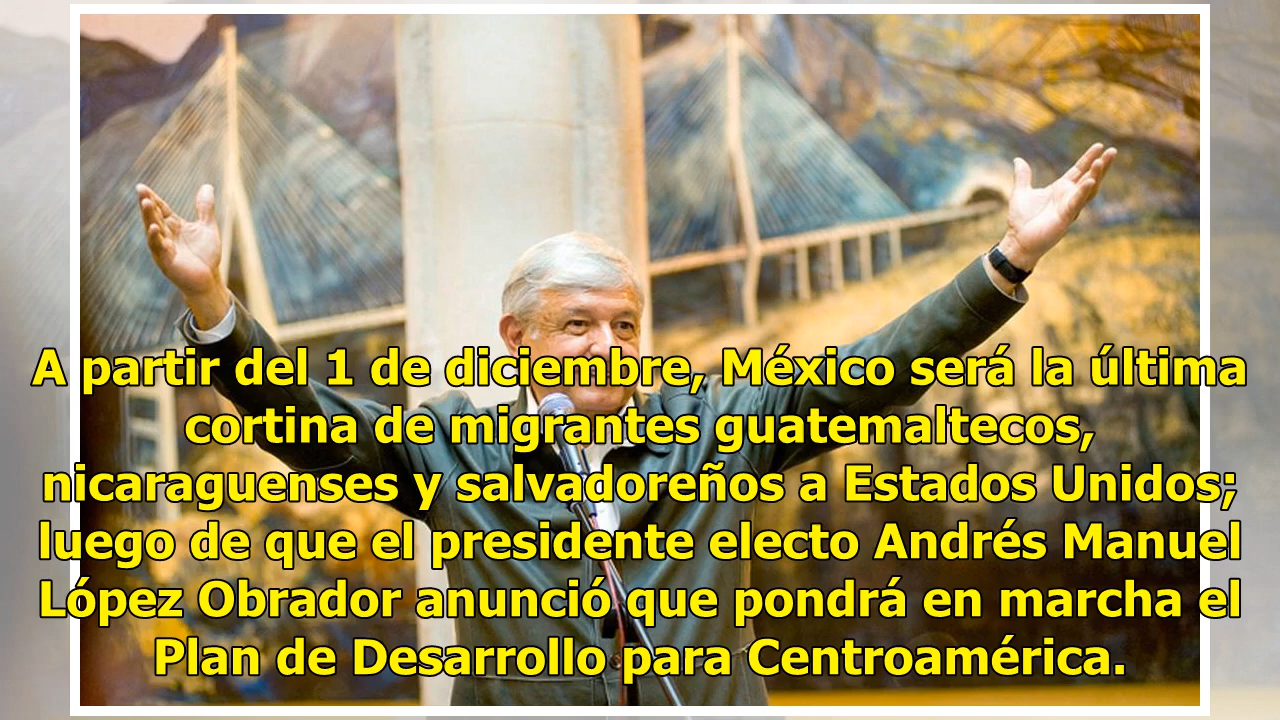 A partir del 1 de diciembre, México será la última
cortina de migrantes guatemaltecos,
nicaraguenses y salvadoreños a Estados Unidos;
luego de que el presidente electo Andrés Manuel
López Obrador anunció que pondrá en marcha el
Plan de Desarrollo para Centroamérica.